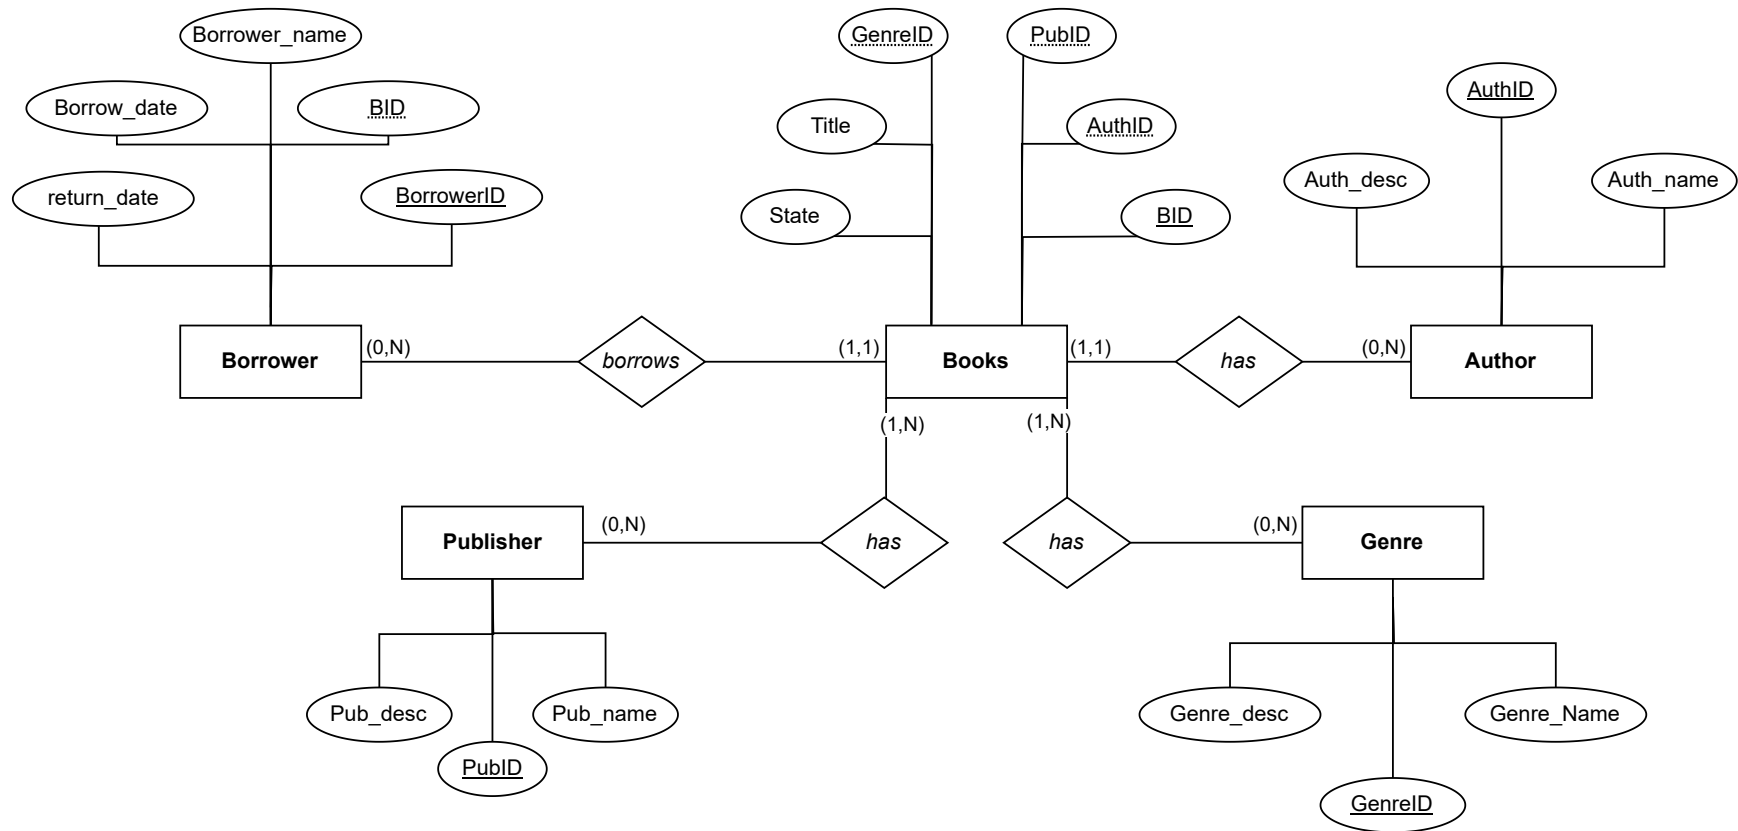 Borrower_name
GenreID
PubID
AuthID
Borrow_date
BID
Title
AuthID
Auth_desc
Auth_name
return_date
BorrowerID
State
BID
Borrower
(0,N)
borrows
(1,1)
Books
(1,1)
has
(0,N)
Author
(1,N)
(1,N)
Publisher
(0,N)
has
has
(0,N)
Genre
Pub_desc
Pub_name
Genre_desc
Genre_Name
PubID
GenreID